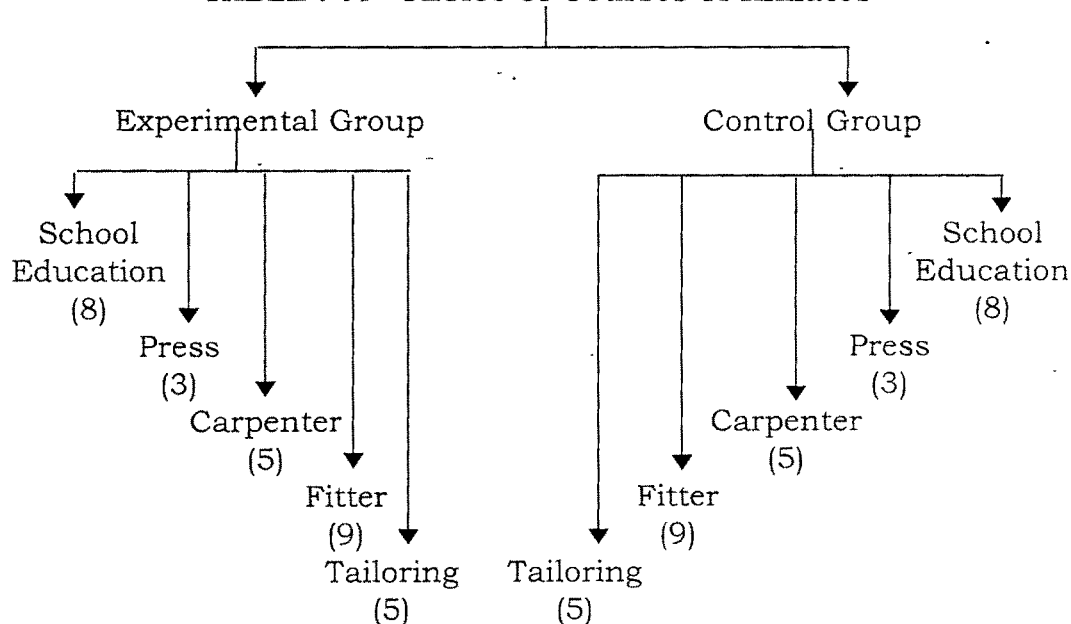 Experimental Group
Control Group
School
Education
(8)
Press
(3)
Carpenter
(5)
Fitter
(9)
Tailoring
(5)
School
Education
(8)
Press
(3)
Carpenter
(5)
Fitter
(9)
Tailoring
(5)